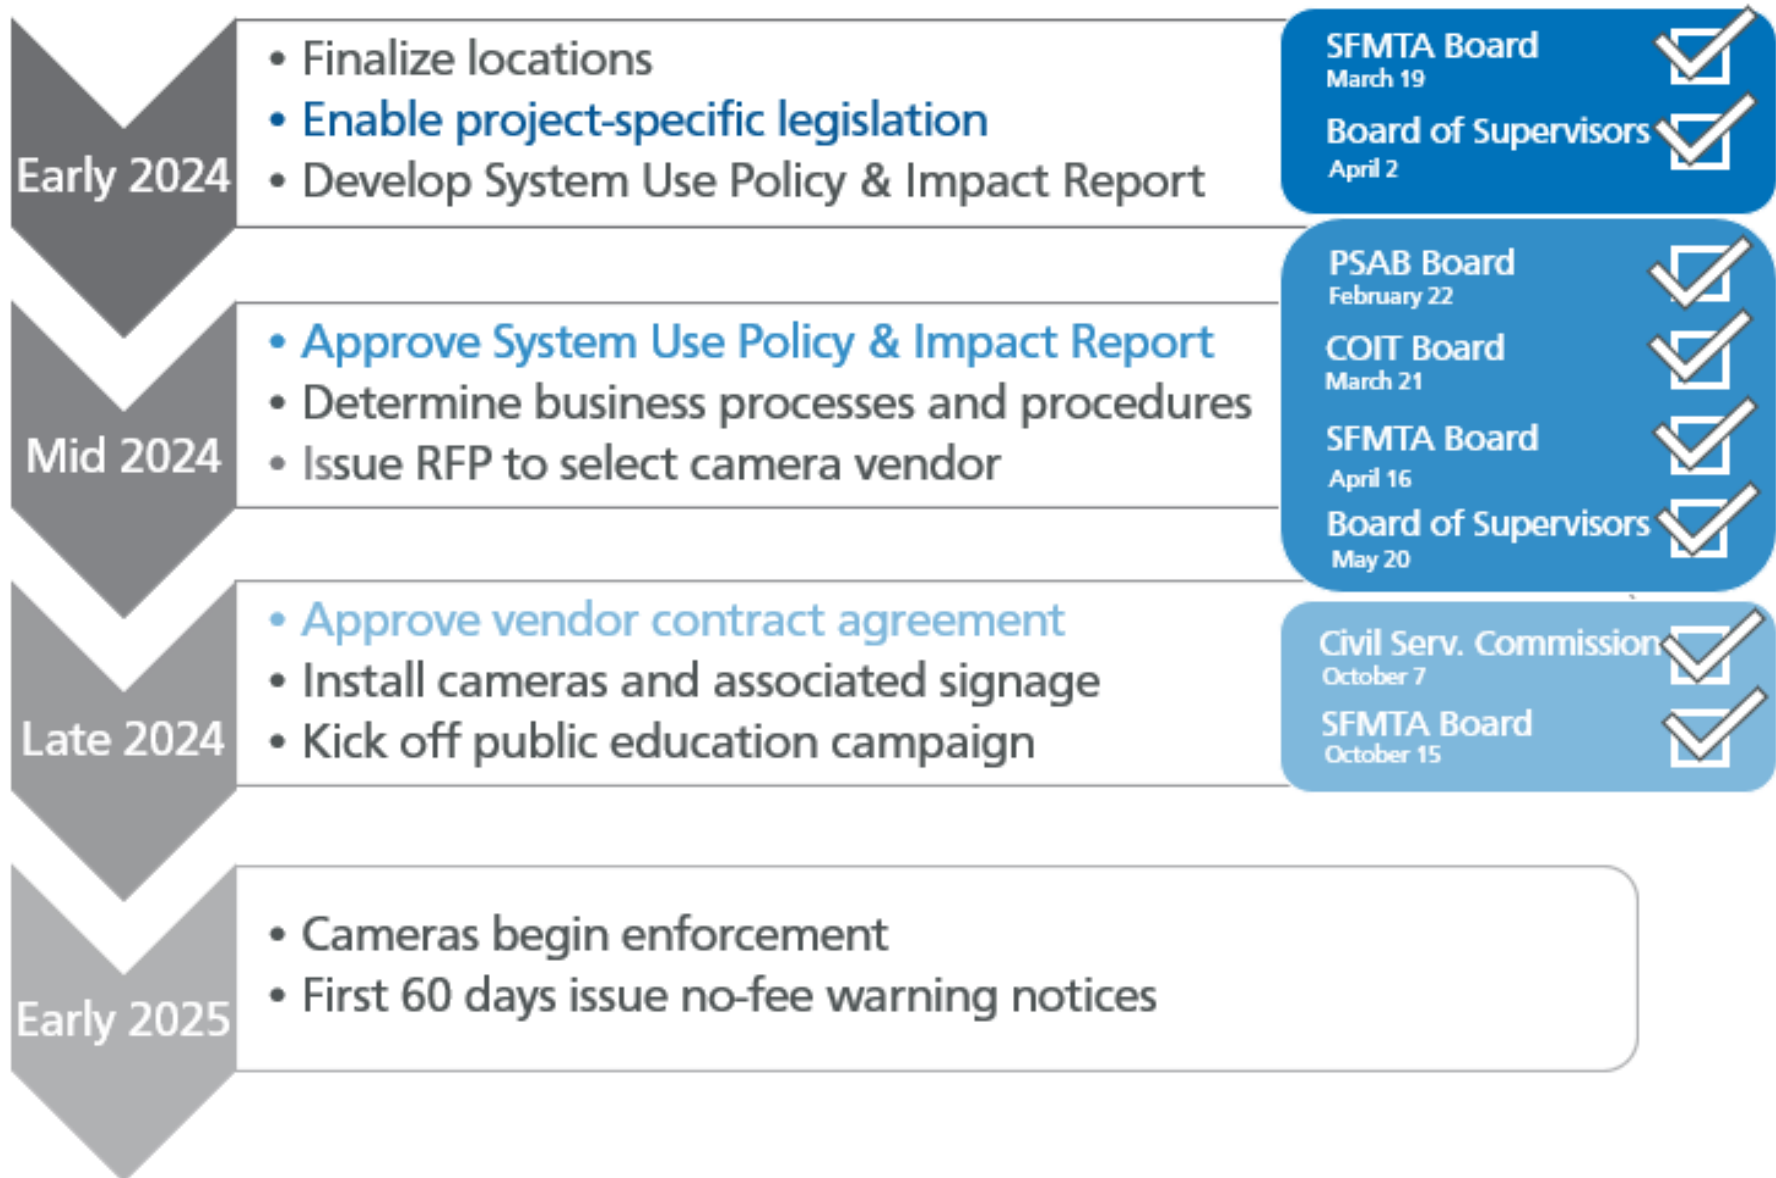 Early 2024
• Finalize locations
• Enable project-specific legislation
• Develop System Use Policy & Impact Report
SFMTA Board
March 19
Board of Supervisors
April 2
Mid 2024
• Approve System Use Policy & Impact Report
• Determine business processes and procedures
• Issue RFP to select camera vendor
PSAB Board
February 22
COIT Board
March 21
SFMTA Board
April 16
Board of Supervisors
May 20
Late 2024
• Approve vendor contract agreement
• Install cameras and associated signage
• Kick off public education campaign
Civil Serv. Commission
October 7
SFMTA Board
October 15
Early 2025
• Cameras begin enforcement
• First 60 days issue no-fee warning notices